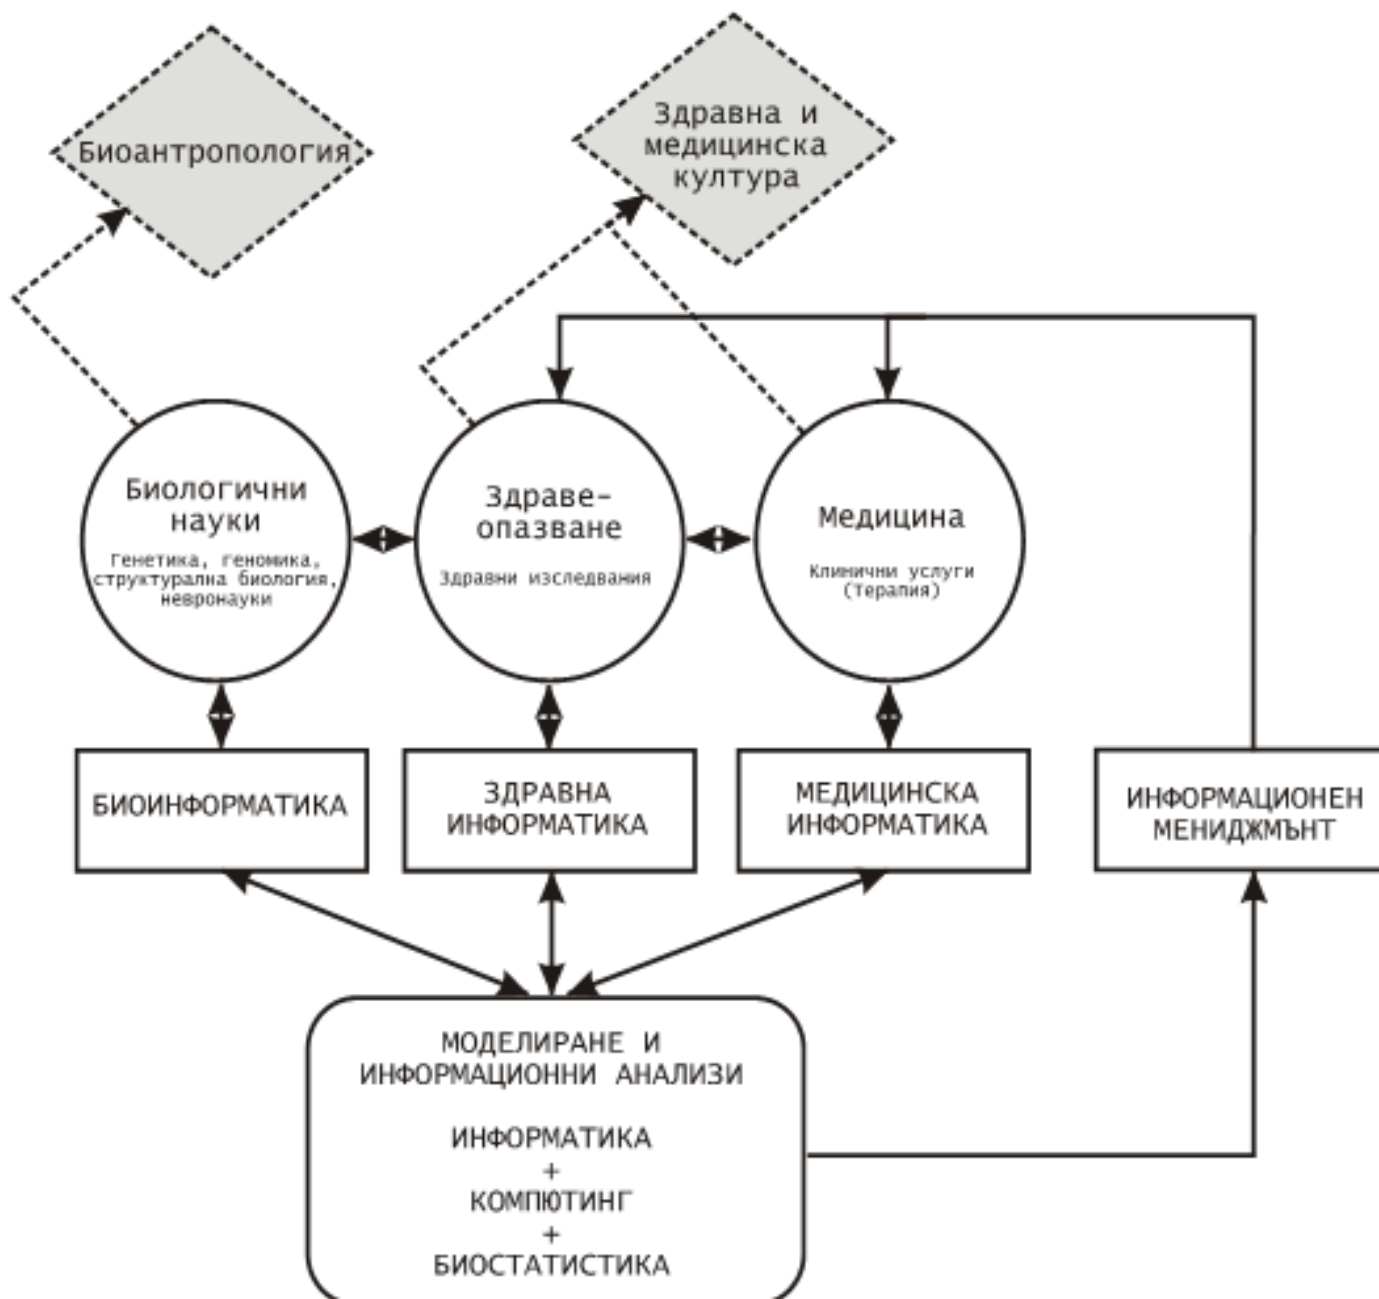 Биоантропология
Здравна и
медицинска
култура
Биологични
науки
Генетика, геномика,
структурална биология,
невронауки
Здраве-
опазване
Здравни изследвания
Медицина
Клинични услуги
(Терапия)
БИОИНФОРМАТИКА
ЗДРАВНА
ИНФОРМАТИКА
МЕДИЦИНСКА
ИНФОРМАТИКА
ИНФОРМАЦИОНЕН
МЕНИДЖМЪНТ
МОДЕЛИРАНЕ И
ИНФОРМАЦИОННИ АНАЛИЗИ
ИНФОРМАТИКА
+
КОМПЮТИНГ
+
БИОСТАТИСТИКА